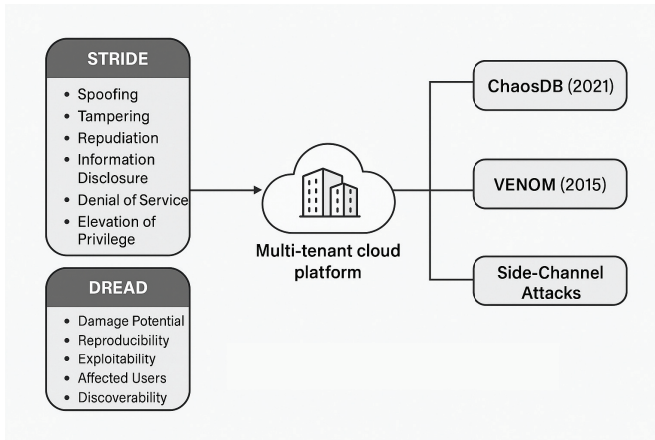 STRIDE
• Spoofing
• Tampering
• Repudiation
• Information
Disclosure
• Denial of Service
• Elevation of
Privilege
DREAD
• Damage Potential
• Reproducibility
• Exploitability
• Affected Users
• Discoverability
Multi-tenant cloud
platform
ChaosDB (2021)
VENOM (2015)
Side-Channel
Attacks